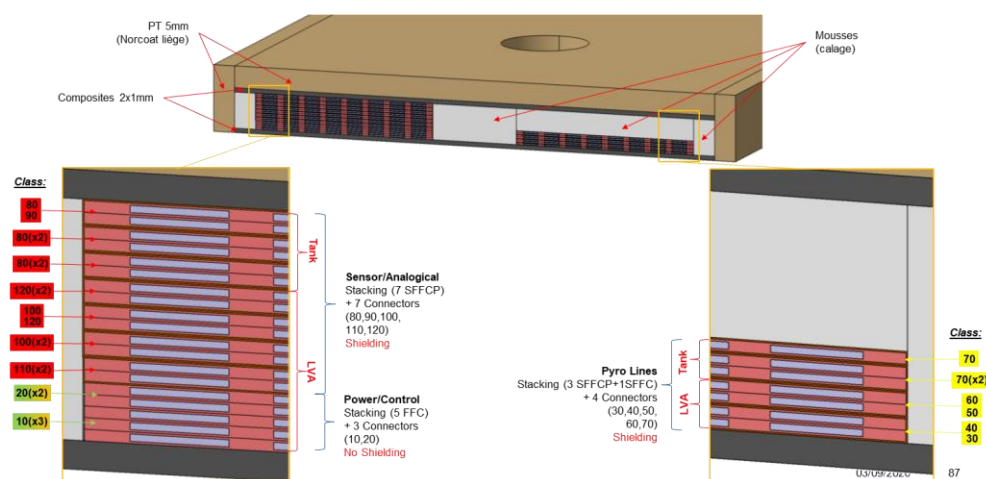 PT 5mm
(Norcoat liège)
Mousses
(calage)
Composites 2x1mm
Class:
80
90
80(x2)
80(x2)
120(x2)
100
120
100(x2)
110(x2)
20(x2)
10(x3)
Tank
LVA
Sensor/Analogical
Stacking (7 SFFCP)
+ 7 Connectors
(80,90,100,
110,120)
Shielding
Power/Control
Stacking (5 FFC)
+ 3 Connectors
(10,20)
No Shielding
Pyro Lines
Stacking (3 SFFCP+1SFFC)
+ 4 Connectors
(30,40,50,
60,70)
Shielding
Tank
LVA
Class:
70
70(x2)
60
50
40
30
03/09/2020
87